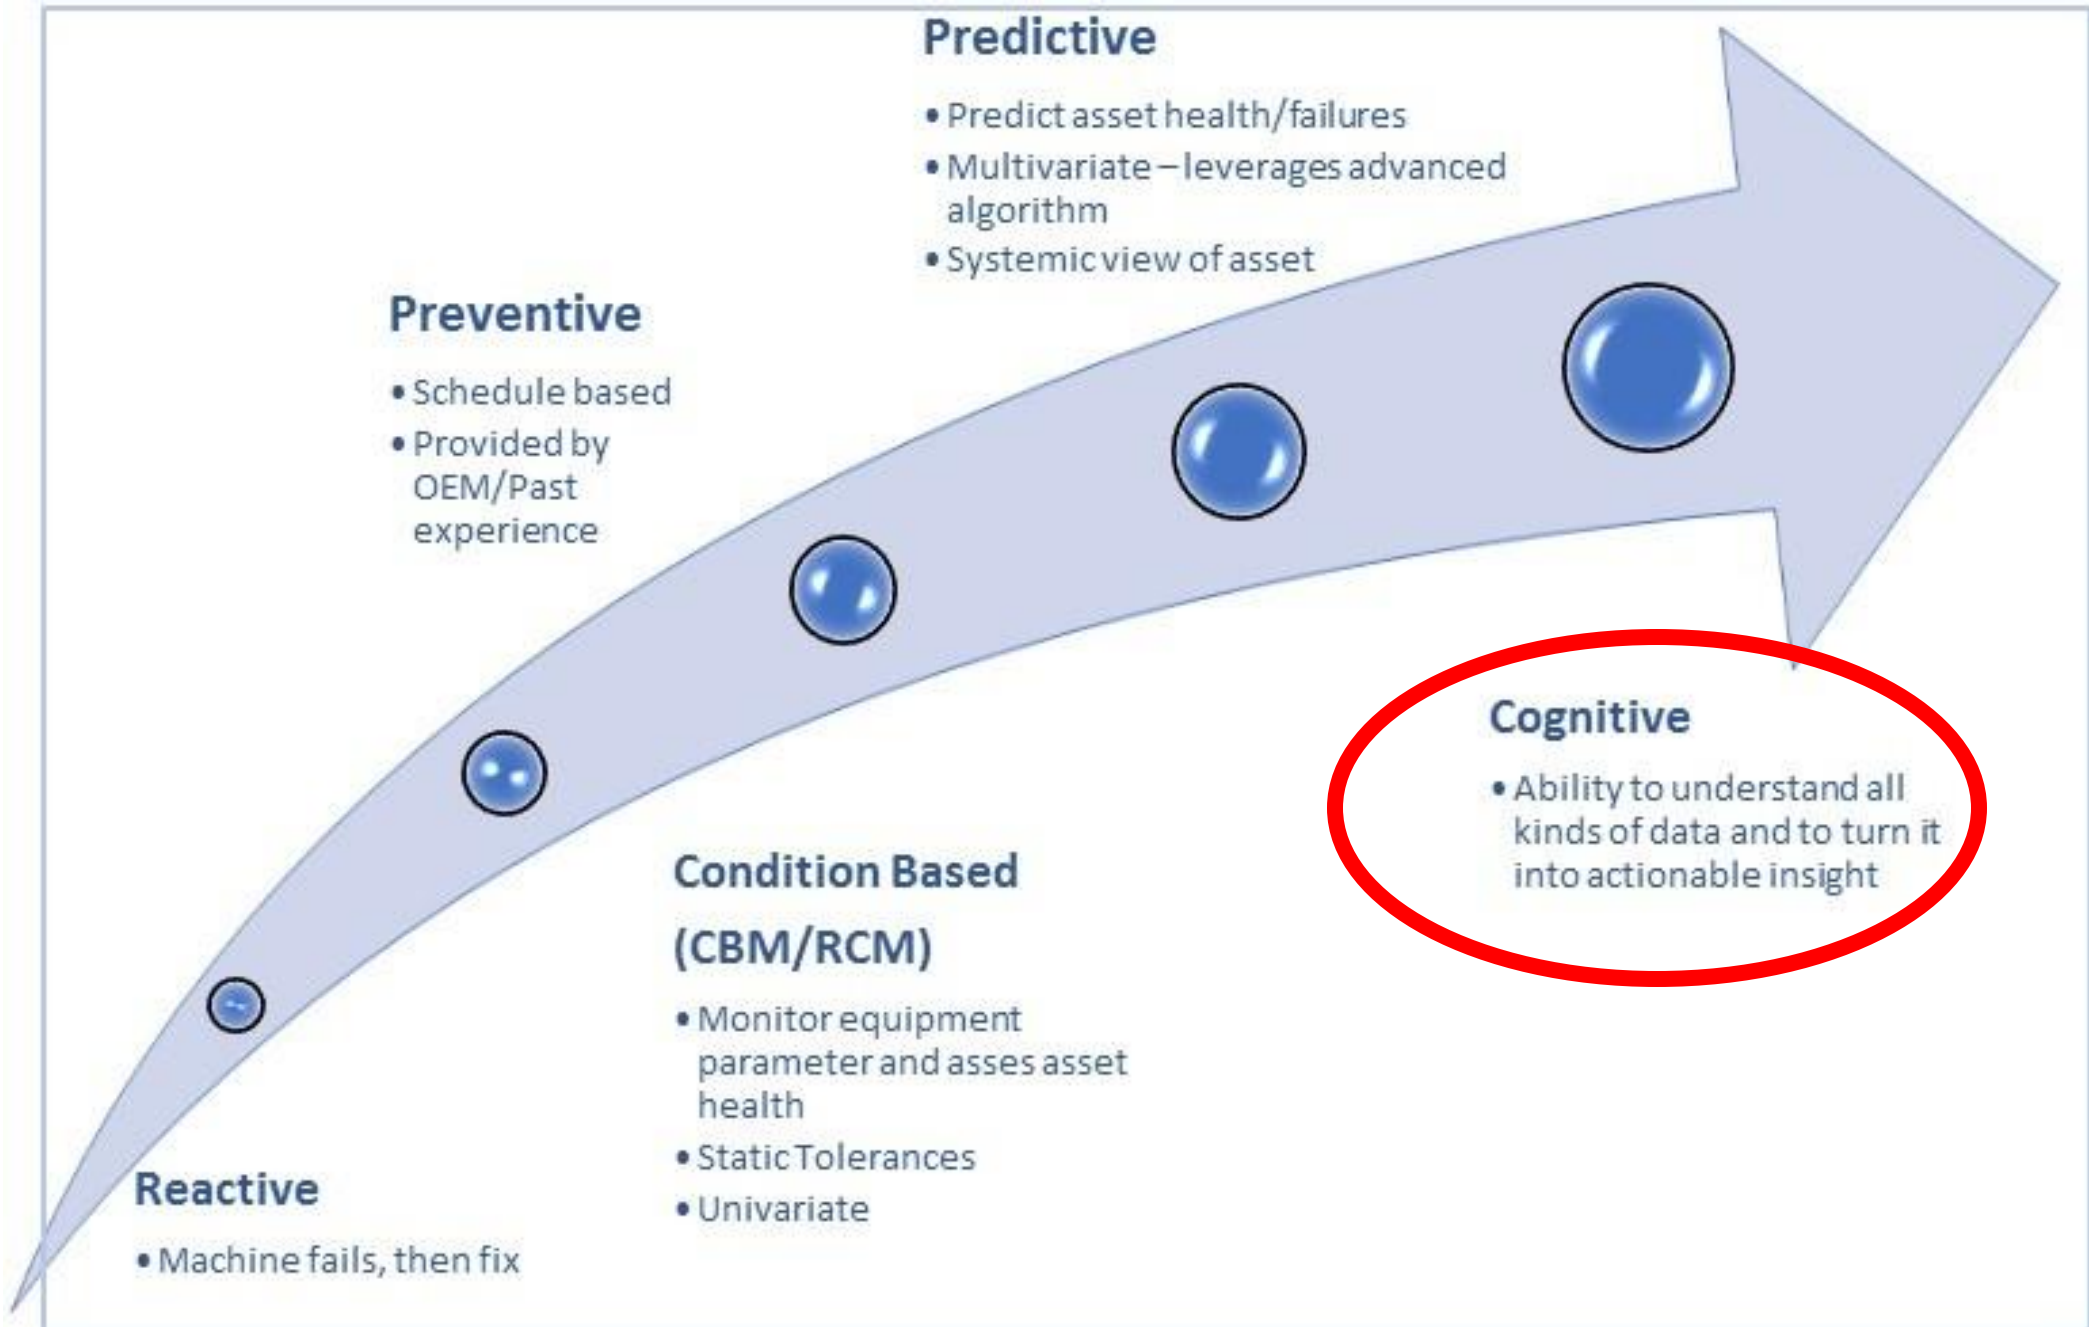 Predictive
• Predict asset health/failures
• Multivariate – leverages advanced
algorithm
• Systemic view of asset
Preventive
• Schedule based
• Provided by
OEM/Past
experience
Cognitive
• Ability to understand all
kinds of data and to turn it
into actionable insight
Condition Based
(CBM/RCM)
• Monitor equipment
parameter and asses asset
health
• Static Tolerances
• Univariate
Reactive
• Machine fails, then fix